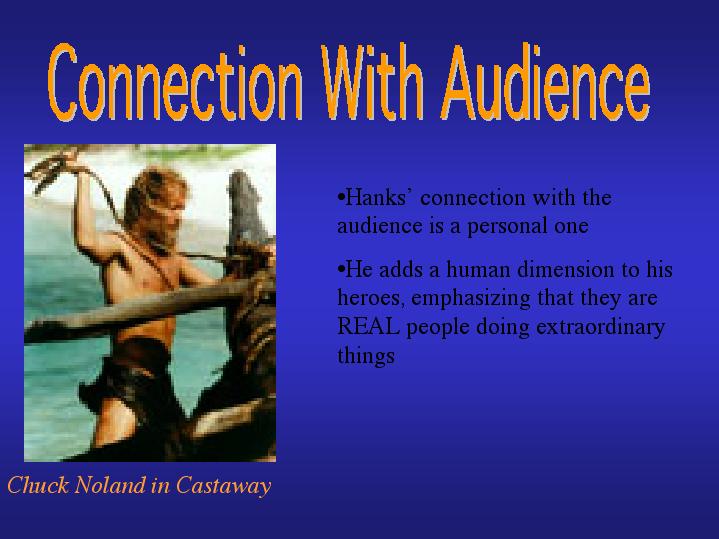 Connection With Audience
•Hanks’ connection with the
audience is a personal one
•He adds a human dimension to his
heroes, emphasizing that they are
REAL people doing extraordinary
things
Chuck Noland in Castaway